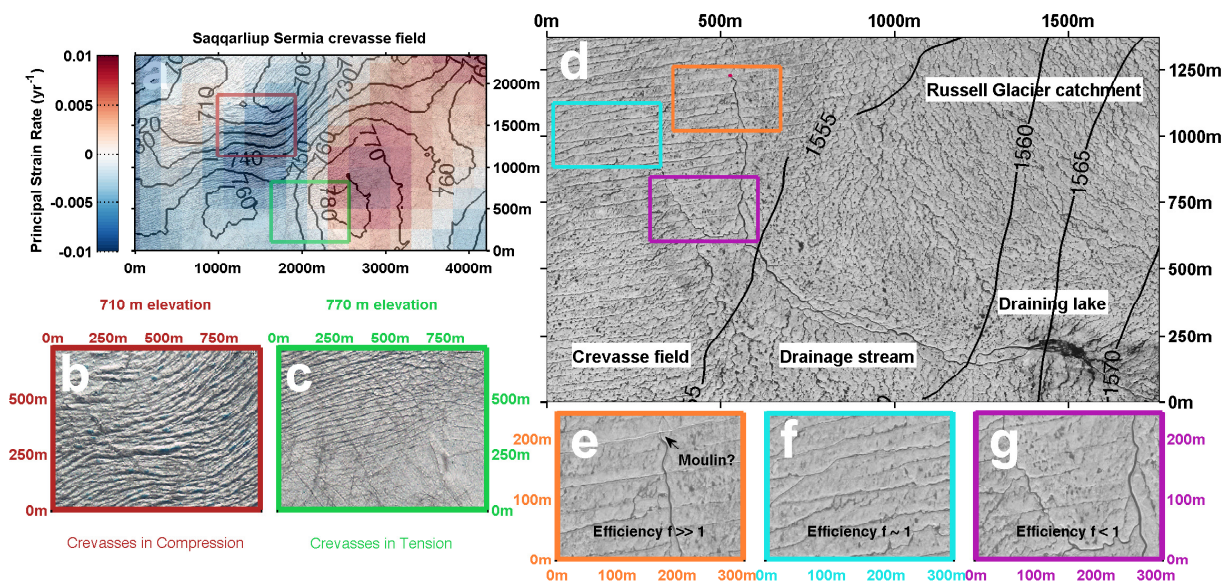 Saqqarliup Sermia crevasse field
Principal Strain Rate (yr-1)
0.01
0.005
0
-0.005
-0.01
a
710
700
307
740
760
760
770
780
760
2000m
1500m
1000m
500m
0m
0m 1000m 2000m 3000m 4000m
710 m elevation
770 m elevation
0m 250m 500m 750m
0m 250m 500m 750m
b
c
500m
250m
0m
500m
250m
0m
Crevasses in Compression
Crevasses in Tension
0m 500m 1000m 1500m
d
Russell Glacier catchment
1555
1560
1565
1570
Draining lake
Crevasse field
Drainage stream
1250m
1000m
750m
500m
250m
0m
e
Moulin?
Efficiency f >> 1
f
Efficiency f ~ 1
g
Efficiency f < 1
200m
100m
0m
200m
100m
0m
0m 100m 200m 300m
0m 100m 200m 300m
0m 100m 200m 300m